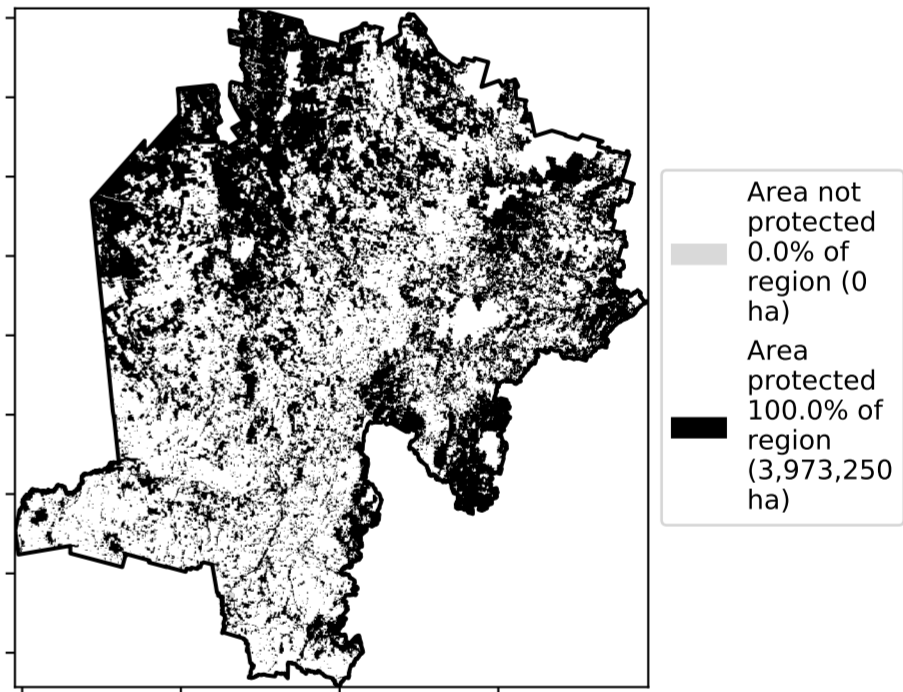 Area not
protected
0.0% of
region (0
ha)
Area
protected
100.0% of
region
(3,973,250
ha)